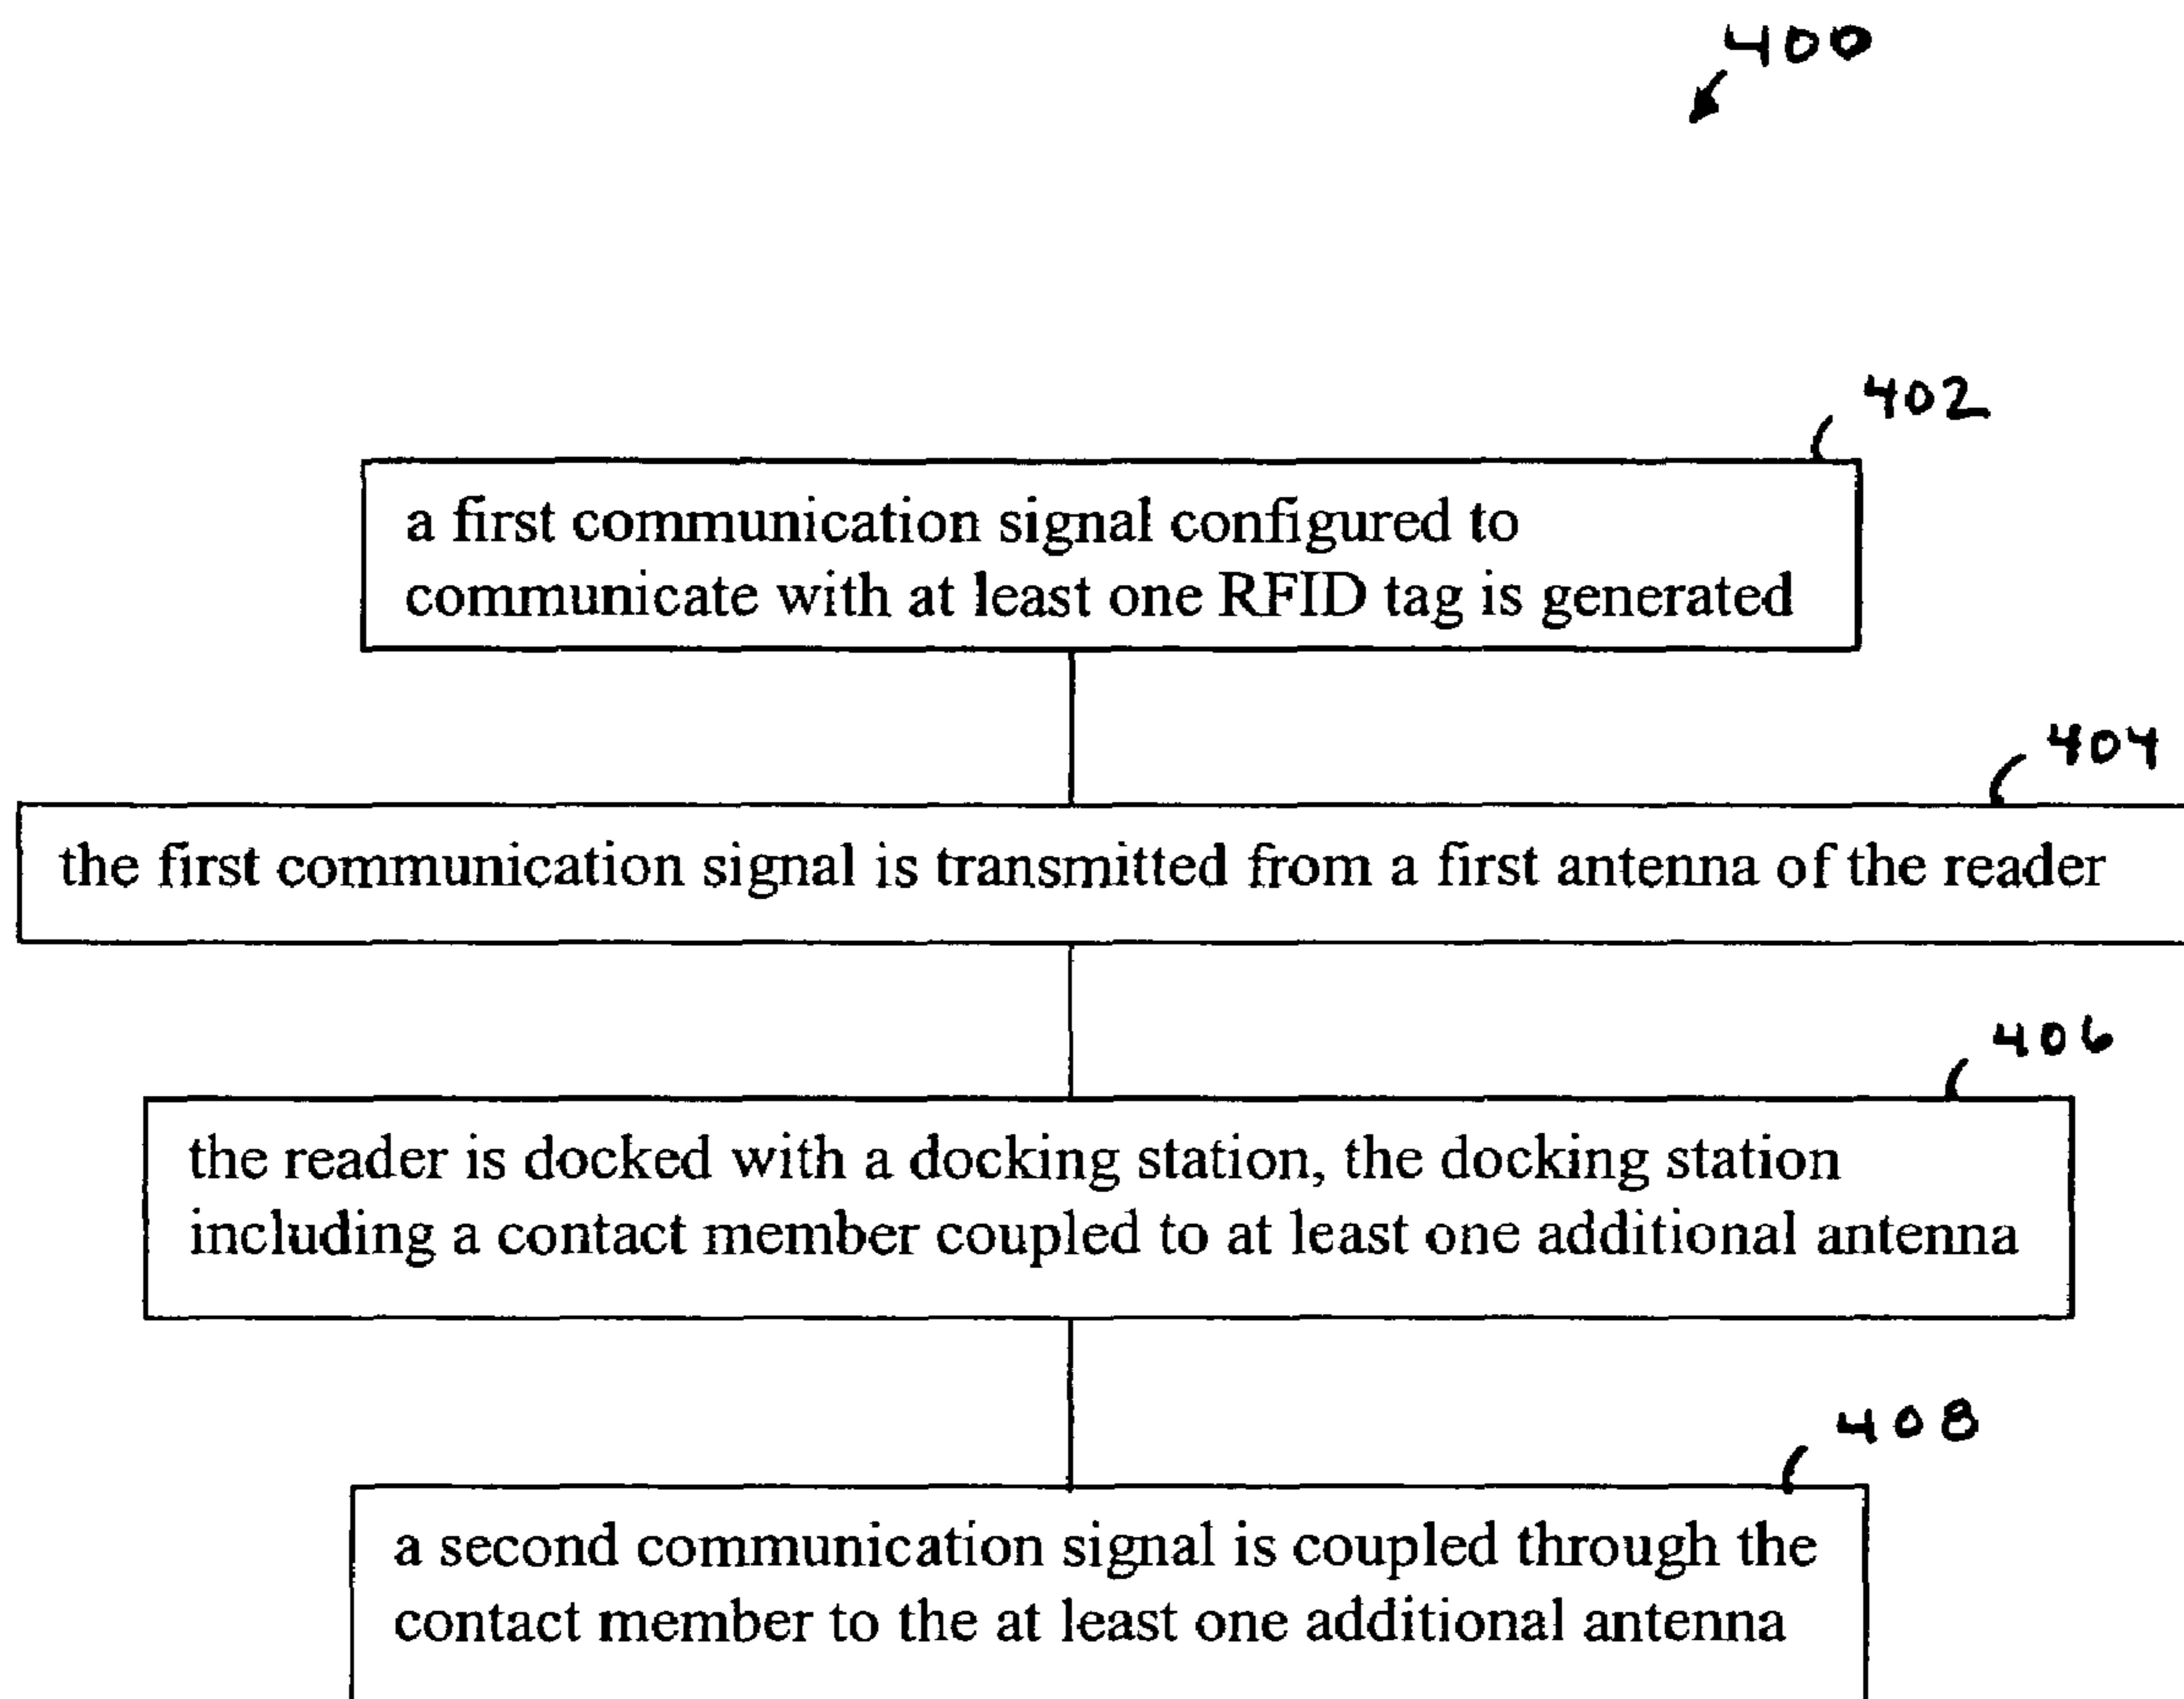 400
402
a first communication signal configured to
communicate with at least one RFID tag is generated
404
the first communication signal is transmitted from a first antenna of the reader
406
the reader is docked with a docking station, the docking station
including a contact member coupled to at least one additional antenna
408
a second communication signal is coupled through the
contact member to the at least one additional antenna